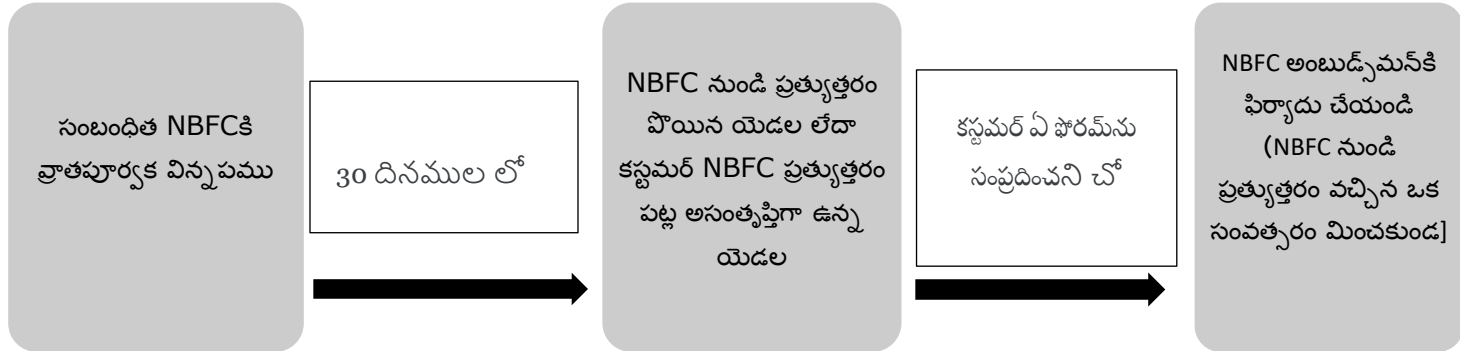 సంబంధిత NBFCకి
వ్రాతపూర్వక విన్నపము
30 దినముల లో
NBFC నుండి ప్రత్యుత్తరం
పొయిన యెడల లేదా
కస్టమర్ NBFC ప్రత్యుత్తరం
పట్ల అసంతృప్తిగా ఉన్న
యెడల
కస్టమర్ ఏ ఫోరమ్‌ను
సంప్రదించని చో
NBFC అంబుడ్స్‌మన్‌కి
ఫిర్యాదు చేయండి
(NBFC నుండి
ప్రత్యుత్తరం వచ్చిన ఒక
సంవత్సరం మించకుండ]